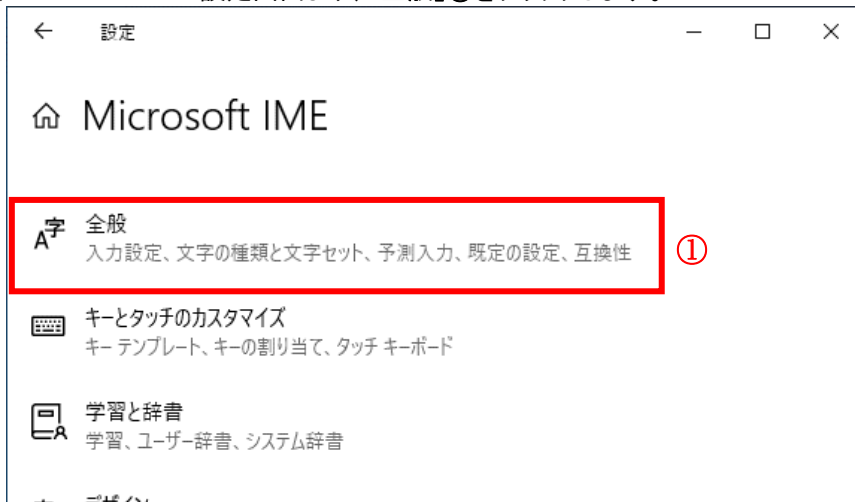 設定
Microsoft IME
全般
入力設定、文字の種類と文字セット、予測入力、既定の設定、互換性
①
キーとタッチのカスタマイズ
キー テンプレート、キーの割り当て、タッチ キーボード
学習と辞書
学習、ユーザー辞書、システム辞書